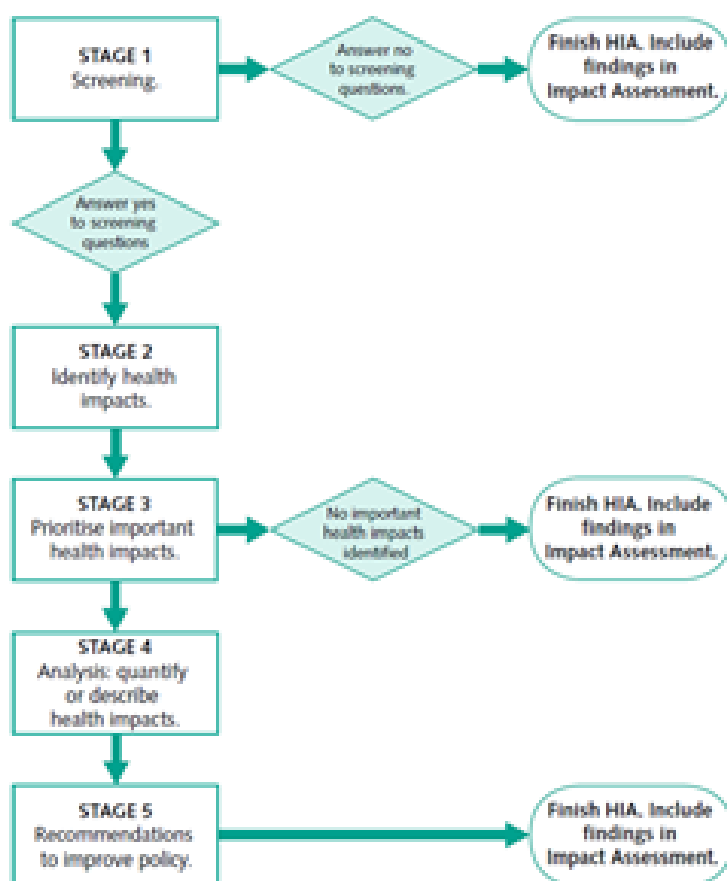 STAGE 1
Screening.
Answer no
to screening
questions.
Finish HIA. Include
findings in
Impact Assessment.
Answer yes
to screening
questions
STAGE 2
Identify health
impacts.
STAGE 3
Prioritise important
health impacts.
No important
health impacts
identified
Finish HIA. Include
findings in
Impact Assessment.
STAGE 4
Analysis: quantify
or describe
health impacts.
STAGE 5
Recommendations
to improve policy.
Finish HIA. Include
findings in
Impact Assessment.